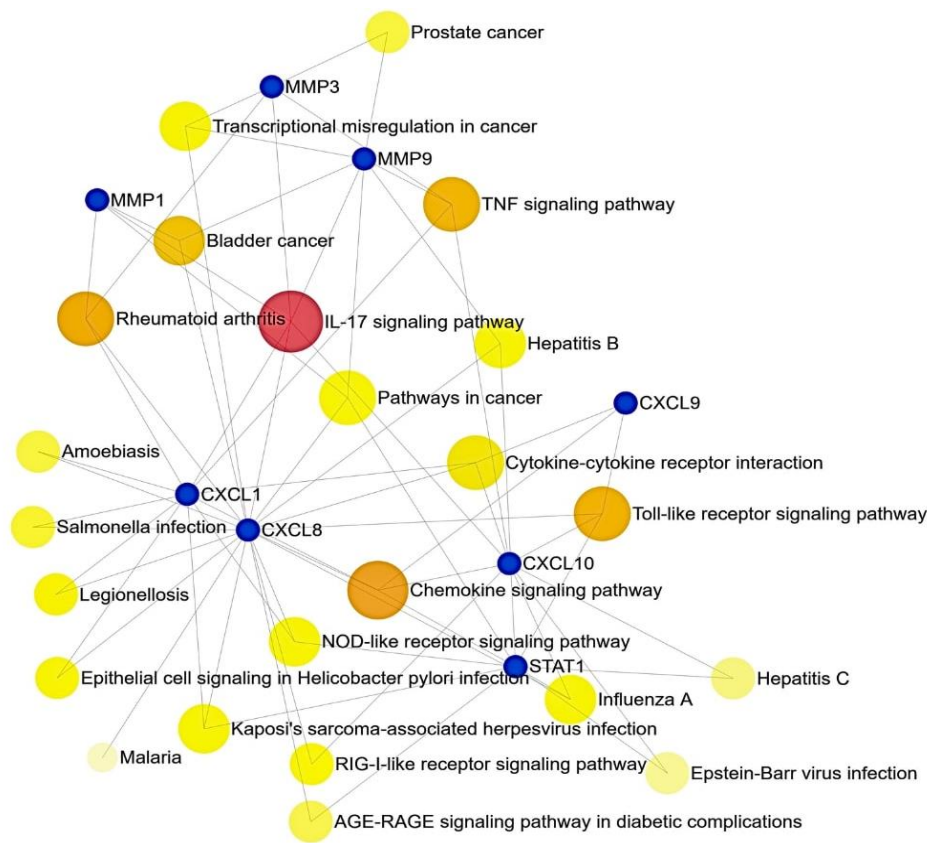 Prostate cancer
MMP3
Transcriptional misregulation in cancer
MMP9
MMP1
TNF signaling pathway
Bladder cancer
Rheumatoid arthritis
IL-17 signaling pathway
Hepatitis B
Pathways in cancer
CXCL9
Amoebiasis
Cytokine-cytokine receptor interaction
CXCL1
Toll-like receptor signaling pathway
Salmonella infection
CXCL8
CXCL10
Chemokine signaling pathway
Legionellosis
NOD-like receptor signaling pathway
STAT1
Epithelial cell signaling in Helicobacter pylori infection
Hepatitis C
Influenza A
Kaposi's sarcoma-associated herpesvirus infection
Malaria
RIG-I-like receptor signaling pathway
Epstein-Barr virus infection
AGE-RAGE signaling pathway in diabetic complications